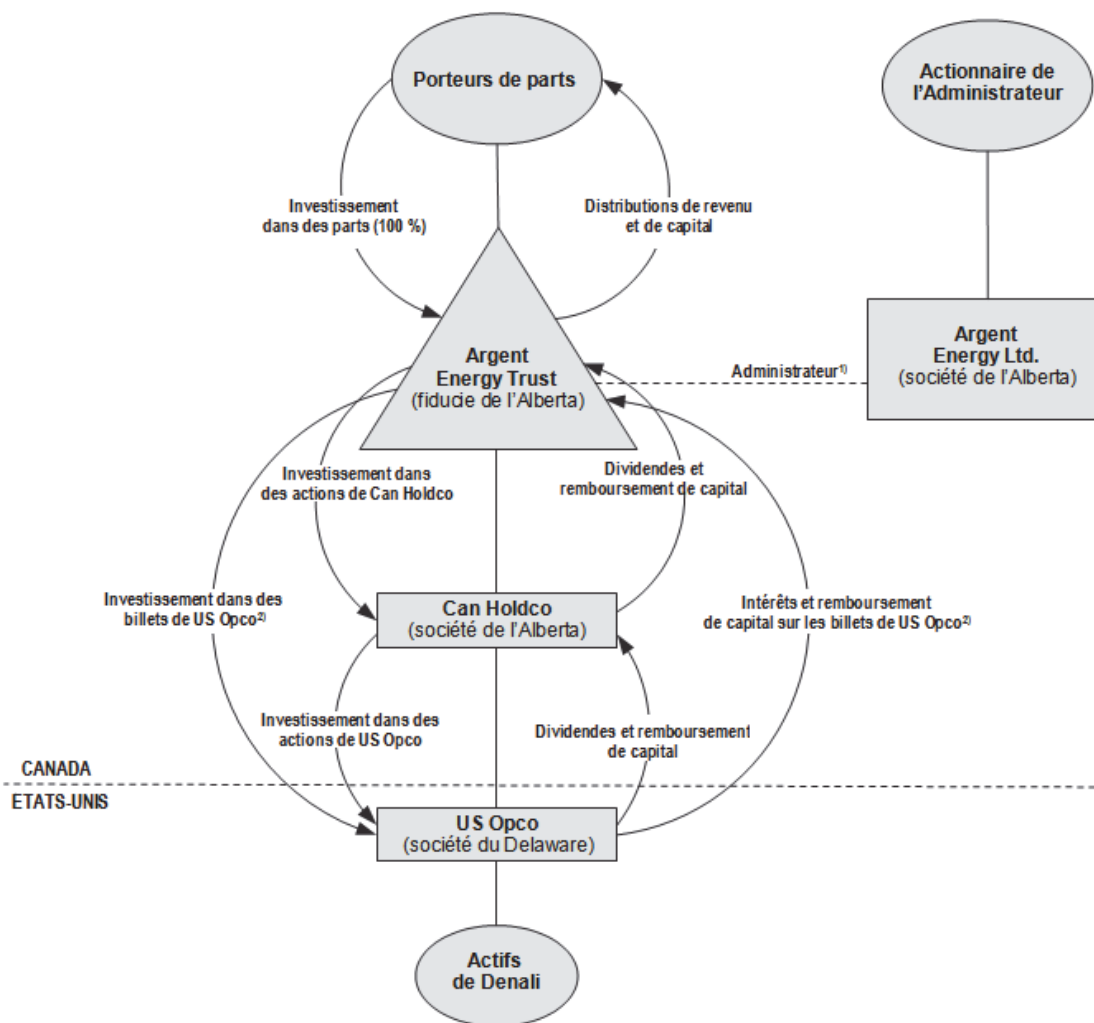 Porteurs de parts
Actionnaire de
l’Administrateur
Investissement
dans des parts (100 %)
Distributions de revenu
et de capital
Argent
Energy Trust
(fiducie de l’Alberta)
Administrateur¹⁾
Argent
Energy Ltd.
(société de l’Alberta)
Investissement dans
des actions de Can Holdco
Dividendes et
remboursement de capital
Investissement dans des
billets de US Opco²⁾
Can Holdco
(société de l’Alberta)
Intérêts et remboursement
de capital sur les billets de US Opco²⁾
Investissement dans des
actions de US Opco
Dividendes et remboursement
de capital
CANADA
ETATS-UNIS
US Opco
(société du Delaware)
Actifs
de Denali